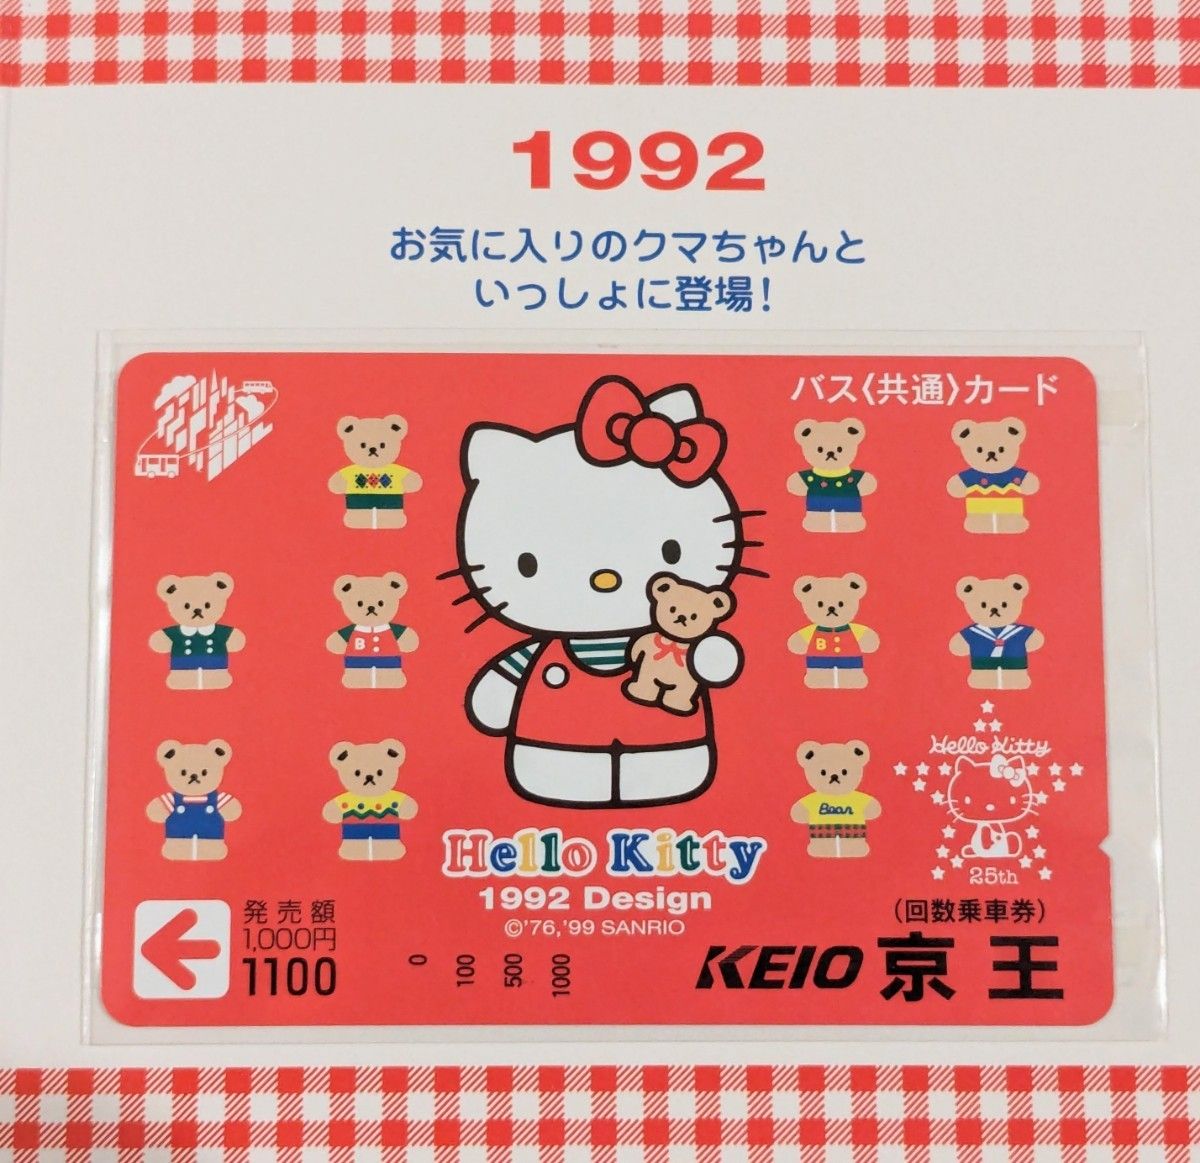 1992
お気に入りのクマちゃんと
いっしょに登場!
バス〈共通〉カード
B
B
Bear
Hello Kitty
25th
Hello Kitty
1992 Design
©'76,'99 SANRIO
発売額
1,000円
1100
0
100
500
1000
(回数乗車券)
KEIO 京王